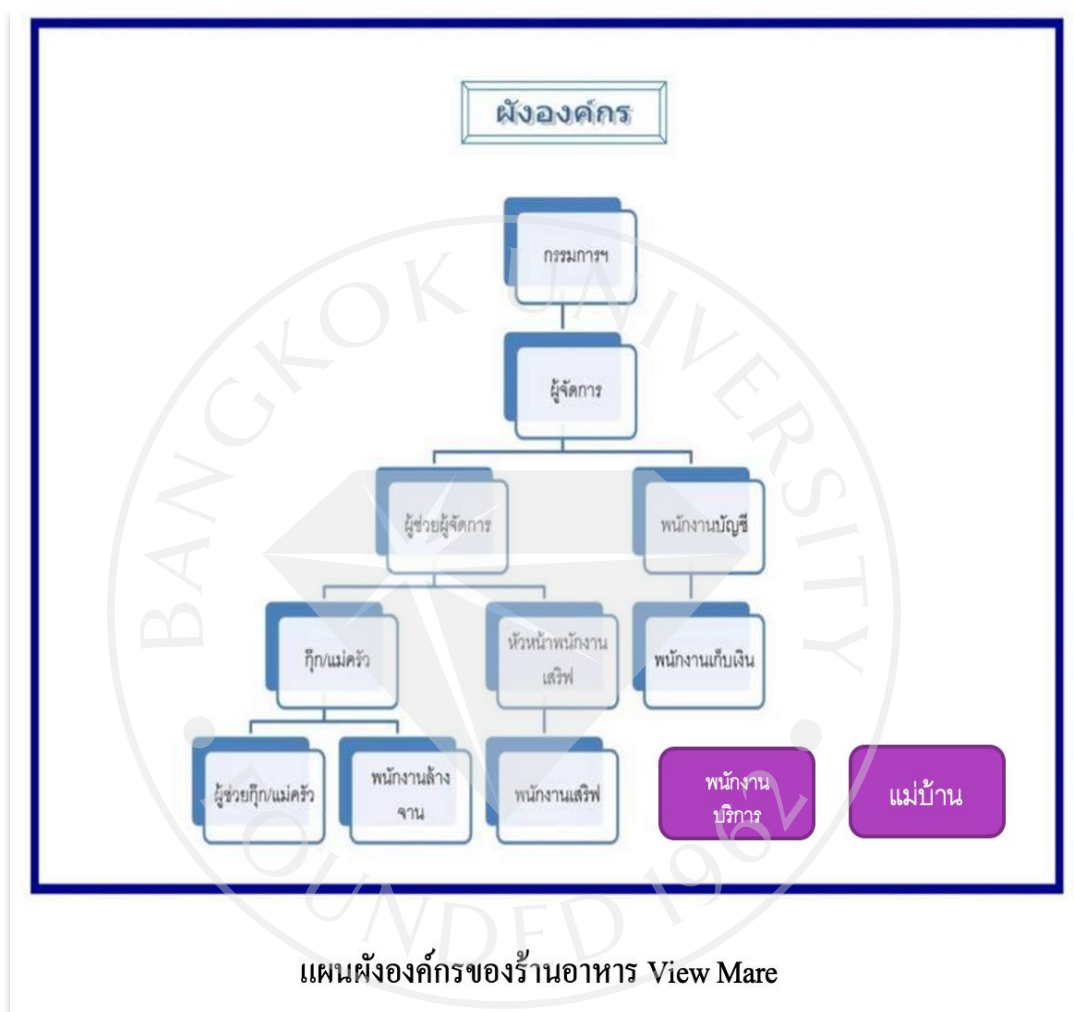 ผังองค์กร
กรรมการฯ
ผู้จัดการ
ผู้ช่วยผู้จัดการ
พนักงานบัญชี
กุ๊ก/แม่ครัว
หัวหน้าพนักงาน
เสริฟ
พนักงานเก็บเงิน
ผู้ช่วยกุ๊ก/แม่ครัว
พนักงานล้าง
จาน
พนักงานเสริฟ
พนักงาน
บริการ
แม่บ้าน
BANGKOK UNIVERSITY
FOUNDED 1962
แผนผังองค์กรของร้านอาหาร View Mare